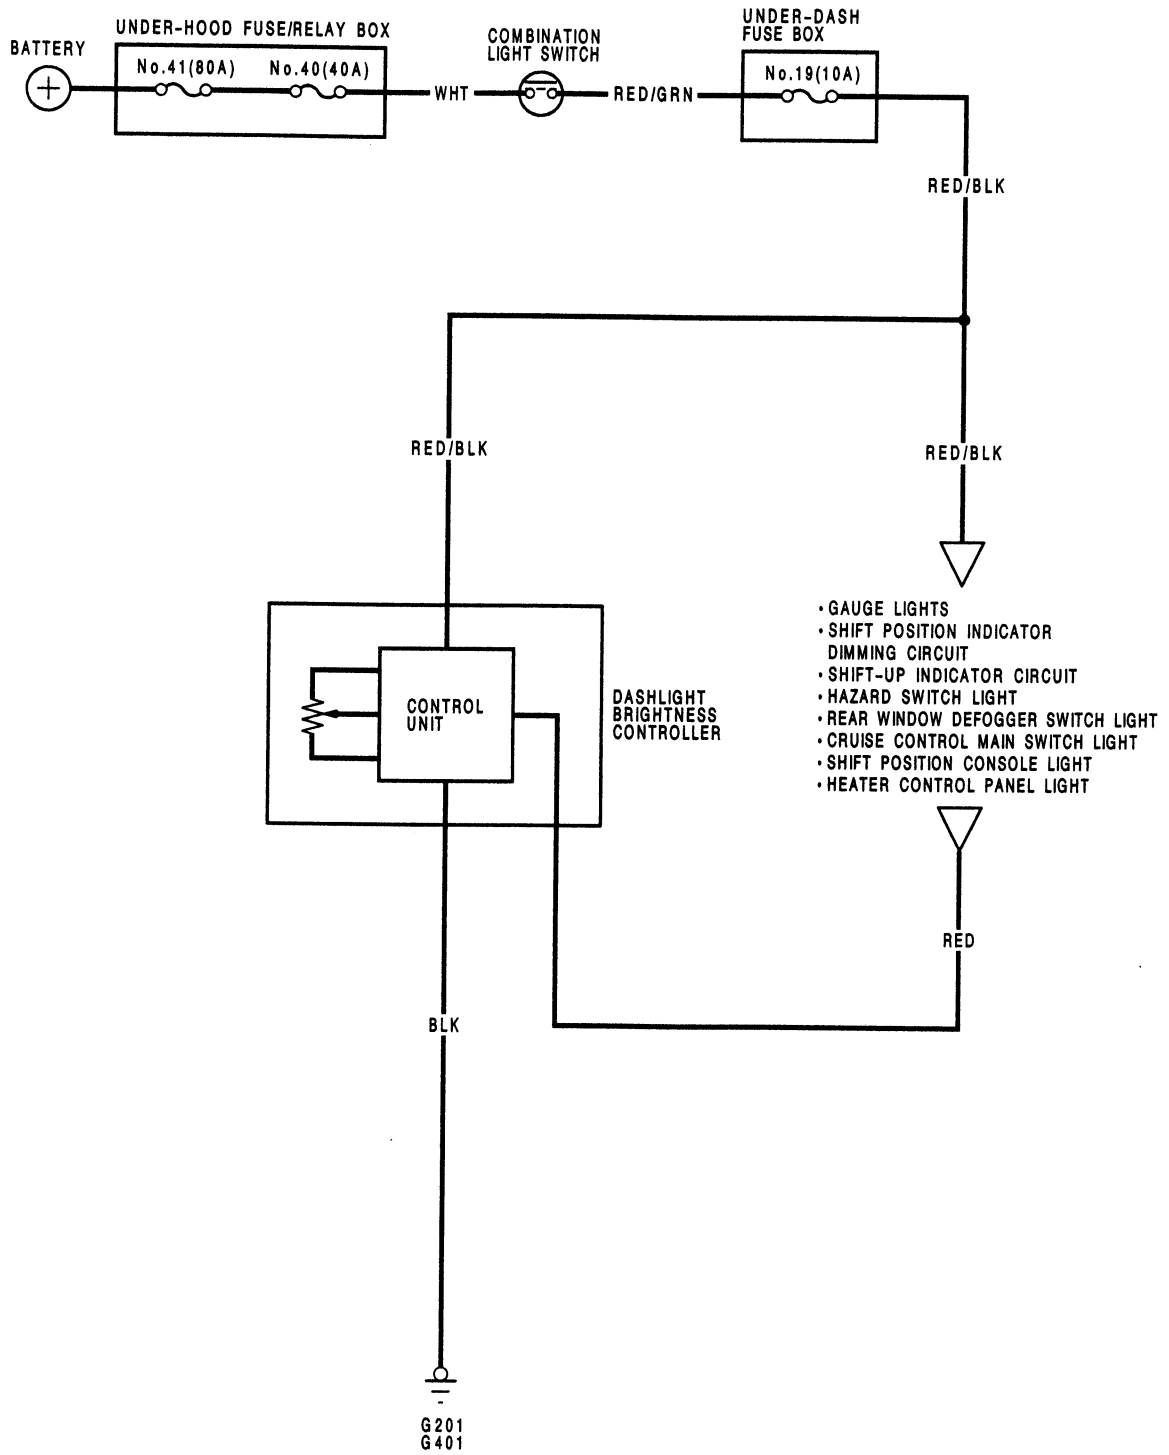 UNDER-HOOD FUSE/RELAY BOX
BATTERY
No.41(80A) No.40(40A)
COMBINATION
LIGHT SWITCH
UNDER-DASH
FUSE BOX
No.19(10A)
WHT
RED/GRN
RED/BLK
RED/BLK
RED/BLK
CONTROL
UNIT
DASHLIGHT
BRIGHTNESS
CONTROLLER
•GAUGE LIGHTS
•SHIFT POSITION INDICATOR
DIMMING CIRCUIT
•SHIFT-UP INDICATOR CIRCUIT
•HAZARD SWITCH LIGHT
•REAR WINDOW DEFOGGER SWITCH LIGHT
•CRUISE CONTROL MAIN SWITCH LIGHT
•SHIFT POSITION CONSOLE LIGHT
•HEATER CONTROL PANEL LIGHT
RED
BLK
G201
G401